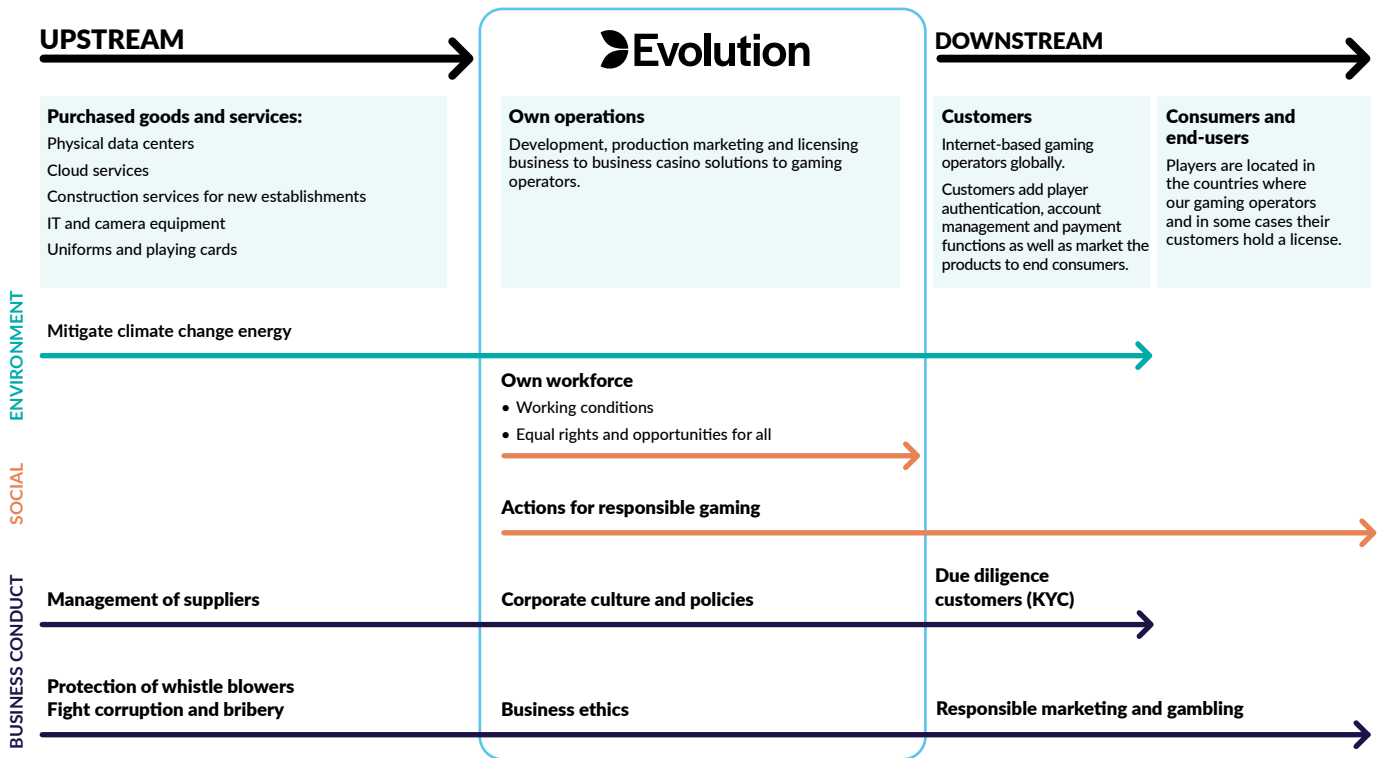 UPSTREAM
Evolution
DOWNSTREAM
Purchased goods and services:
Physical data centers
Cloud services
Construction services for new establishments
IT and camera equipment
Uniforms and playing cards
Own operations
Development, production marketing and licensing
business to business casino solutions to gaming
operators.
Customers
Internet-based gaming
operators globally.
Customers add player
authentication, account
management and payment
functions as well as market the
products to end consumers.
Consumers and
end-users
Players are located in
the countries where
our gaming operators
and in some cases their
customers hold a license.
ENVIRONMENT
Mitigate climate change energy
SOCIAL
Own workforce
• Working conditions
• Equal rights and opportunities for all
Actions for responsible gaming
BUSINESS CONDUCT
Management of suppliers
Corporate culture and policies
Due diligence
customers (KYC)
Protection of whistle blowers
Fight corruption and bribery
Business ethics
Responsible marketing and gambling